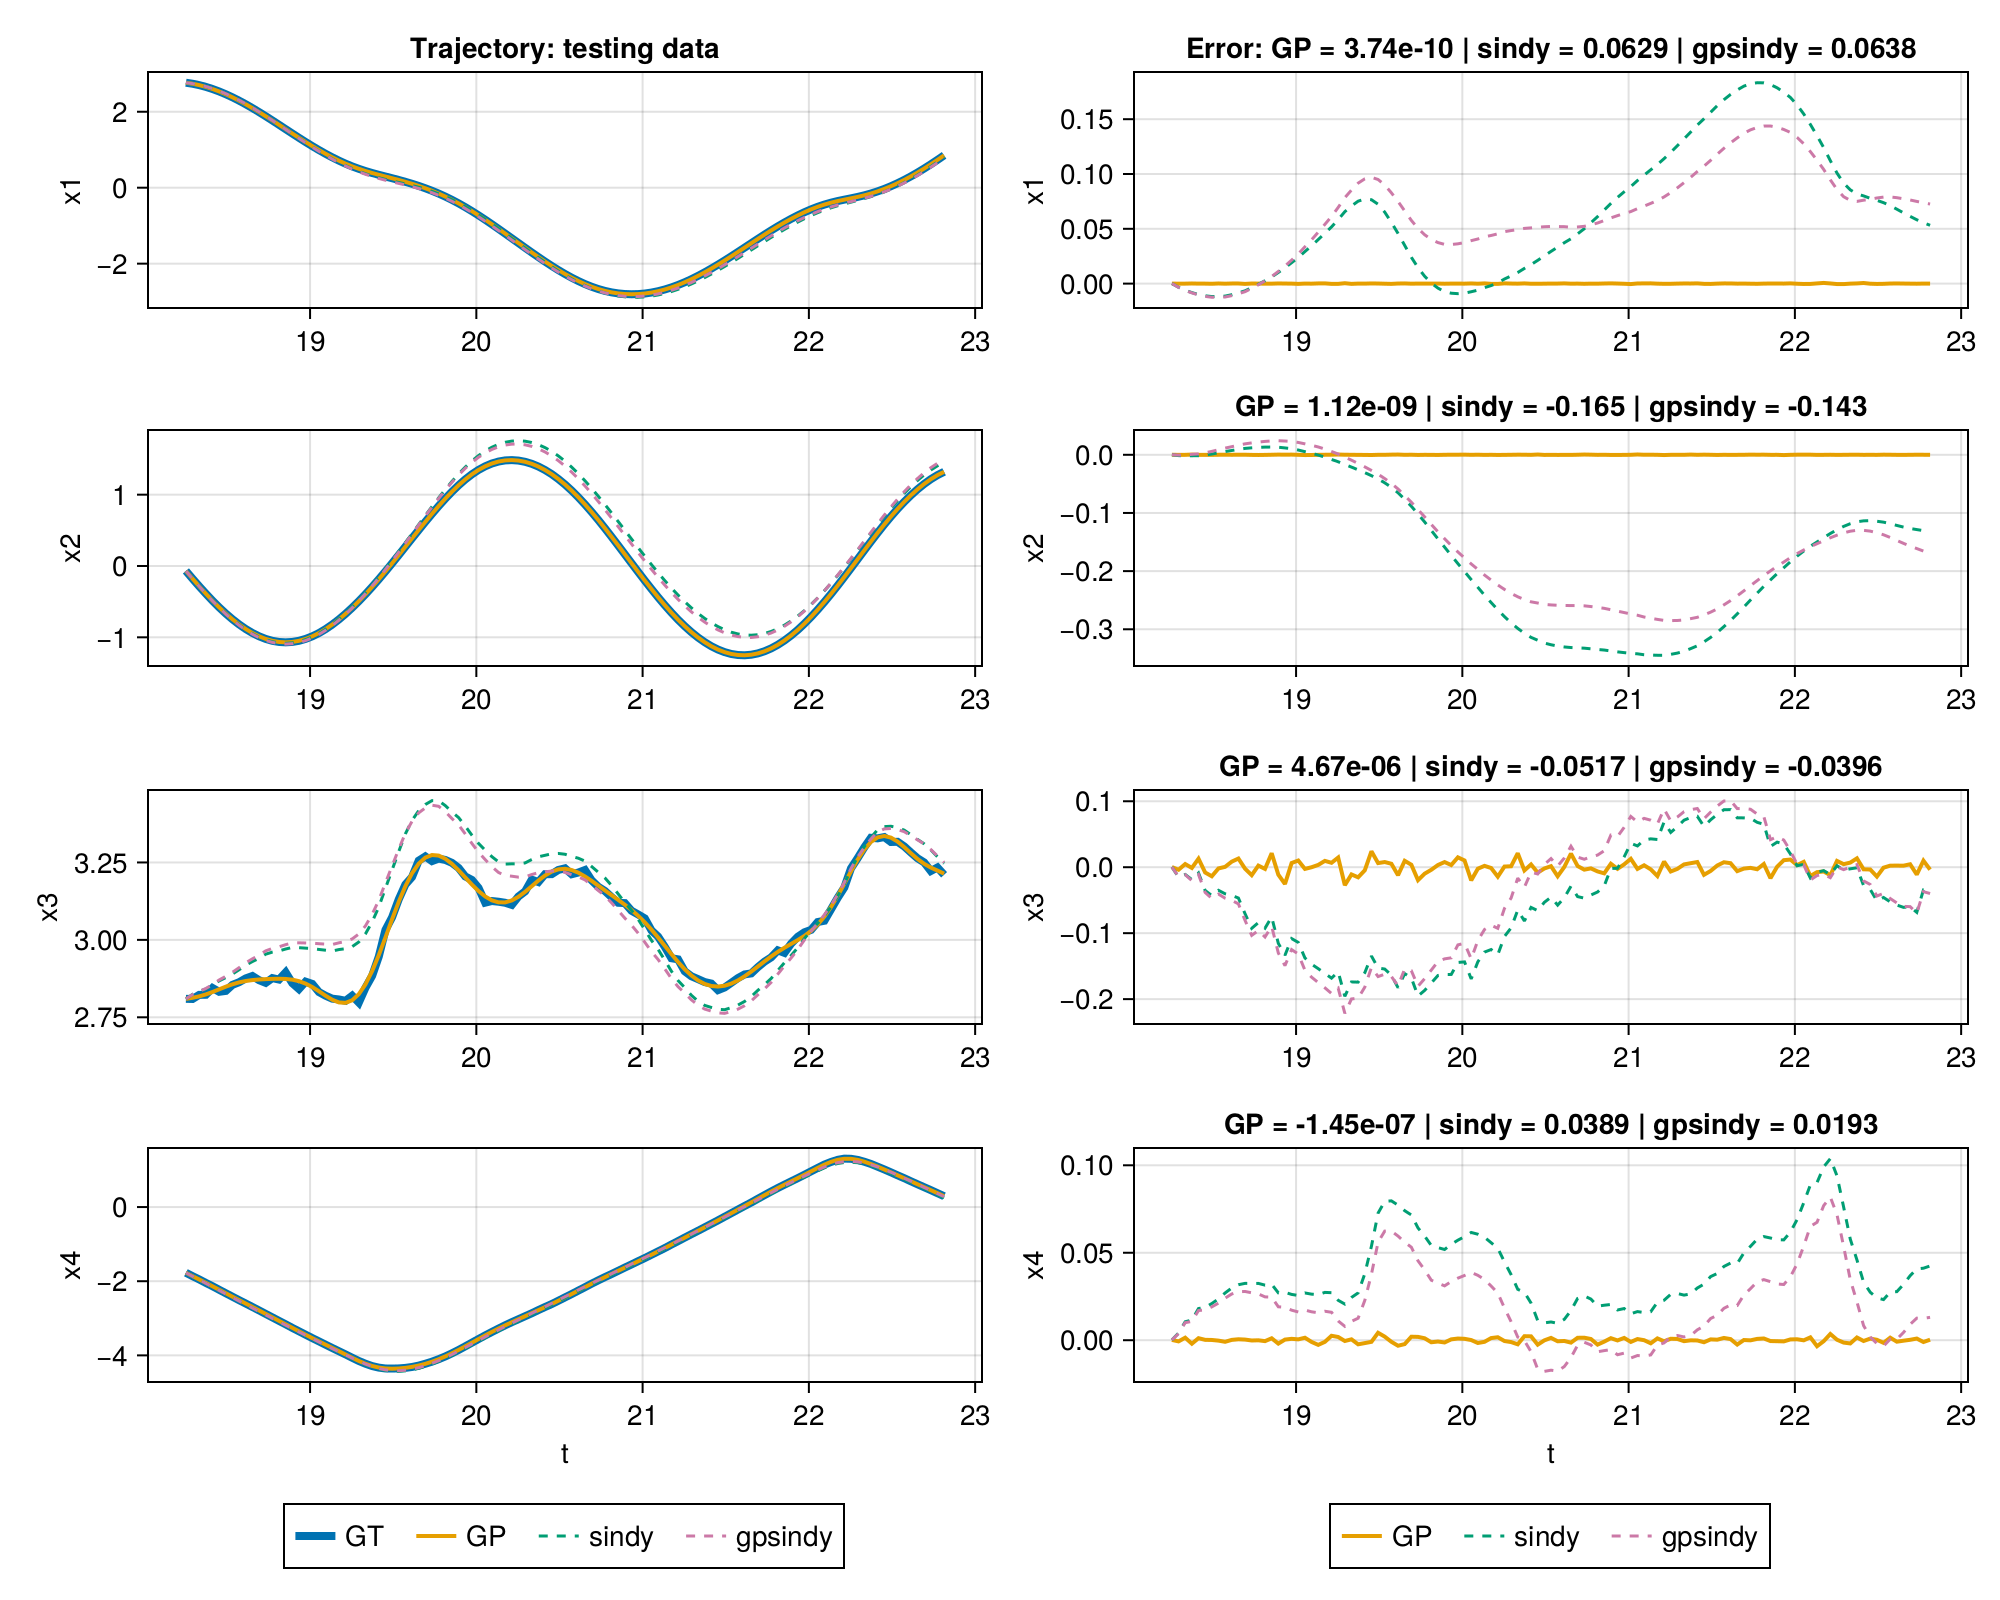 Trajectory: testing data
2
0
−2
x1
19 20 21 22 23
Error: GP = 3.74e-10 | sindy = 0.0629 | gpsindy = 0.0638
0.15
0.10
0.05
0.00
x1
19 20 21 22 23
1
0
−1
x2
19 20 21 22 23
GP = 1.12e-09 | sindy = -0.165 | gpsindy = -0.143
0.0
−0.1
−0.2
−0.3
x2
19 20 21 22 23
3.25
3.00
2.75
x3
19 20 21 22 23
GP = 4.67e-06 | sindy = -0.0517 | gpsindy = -0.0396
0.1
0.0
−0.1
−0.2
x3
19 20 21 22 23
0
−2
−4
x4
19 20 21 22 23
t
GP = -1.45e-07 | sindy = 0.0389 | gpsindy = 0.0193
0.10
0.05
0.00
x4
19 20 21 22 23
t
GT GP sindy gpsindy
GP sindy gpsindy